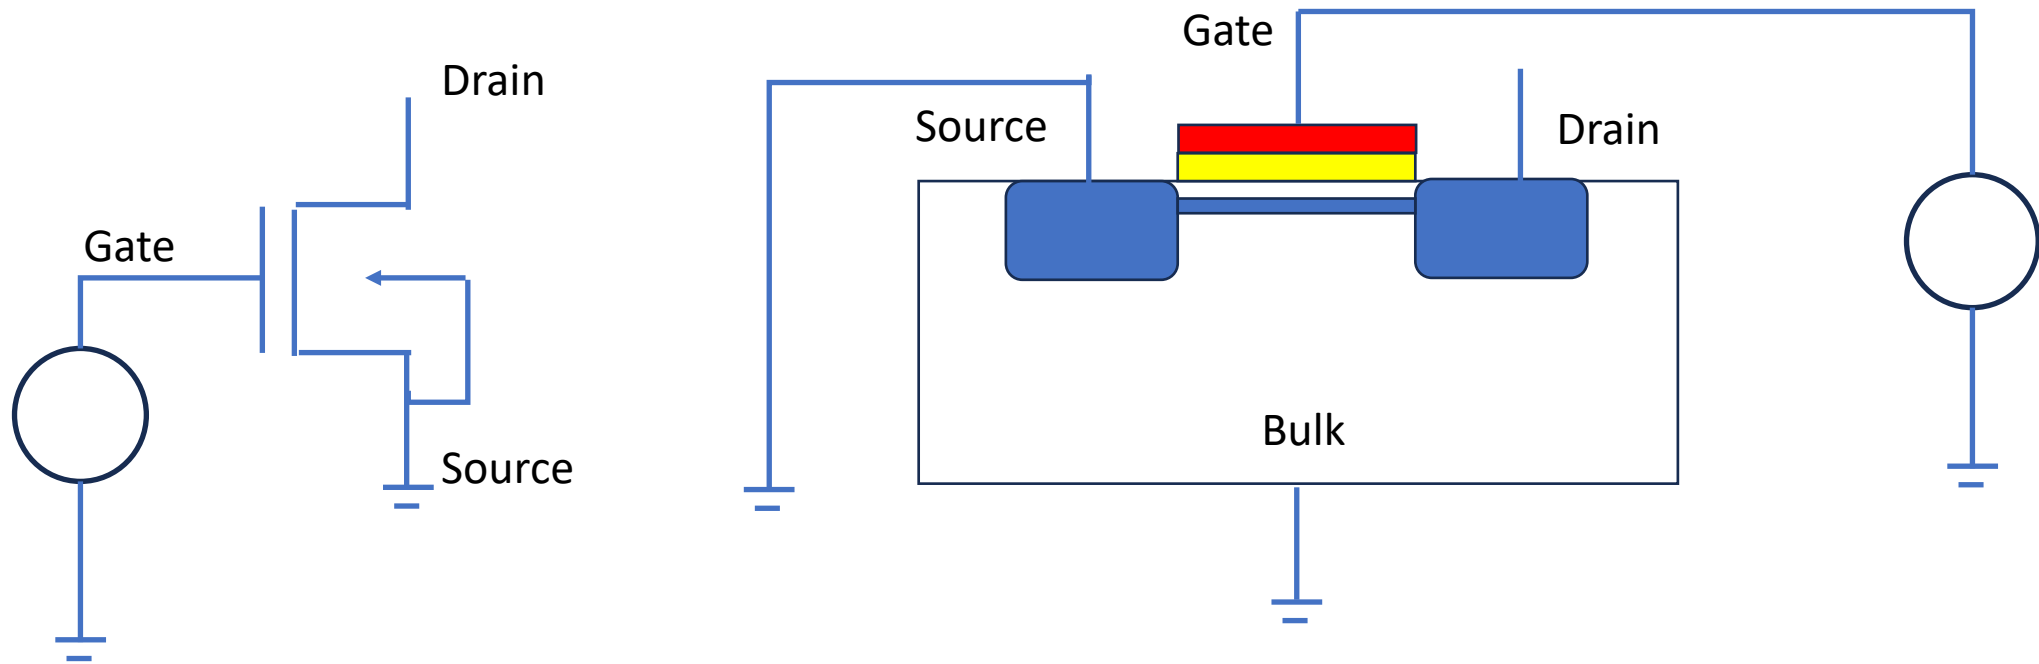 Drain
Gate
Source
Gate
Source
Drain
Bulk